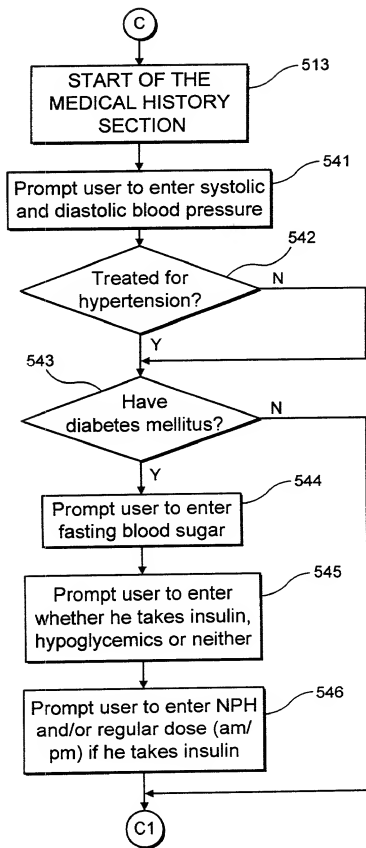 C
START OF THE
MEDICAL HISTORY
SECTION
513
541
Prompt user to enter systolic
and diastolic blood pressure
542
Treated for
hypertension?
N
Y
543
Have
diabetes mellitus?
N
Y
544
Prompt user to enter
fasting blood sugar
545
Prompt user to enter
whether he takes insulin,
hypoglycemics or neither
546
Prompt user to enter NPH
and/or regular dose (am/
pm) if he takes insulin
C1